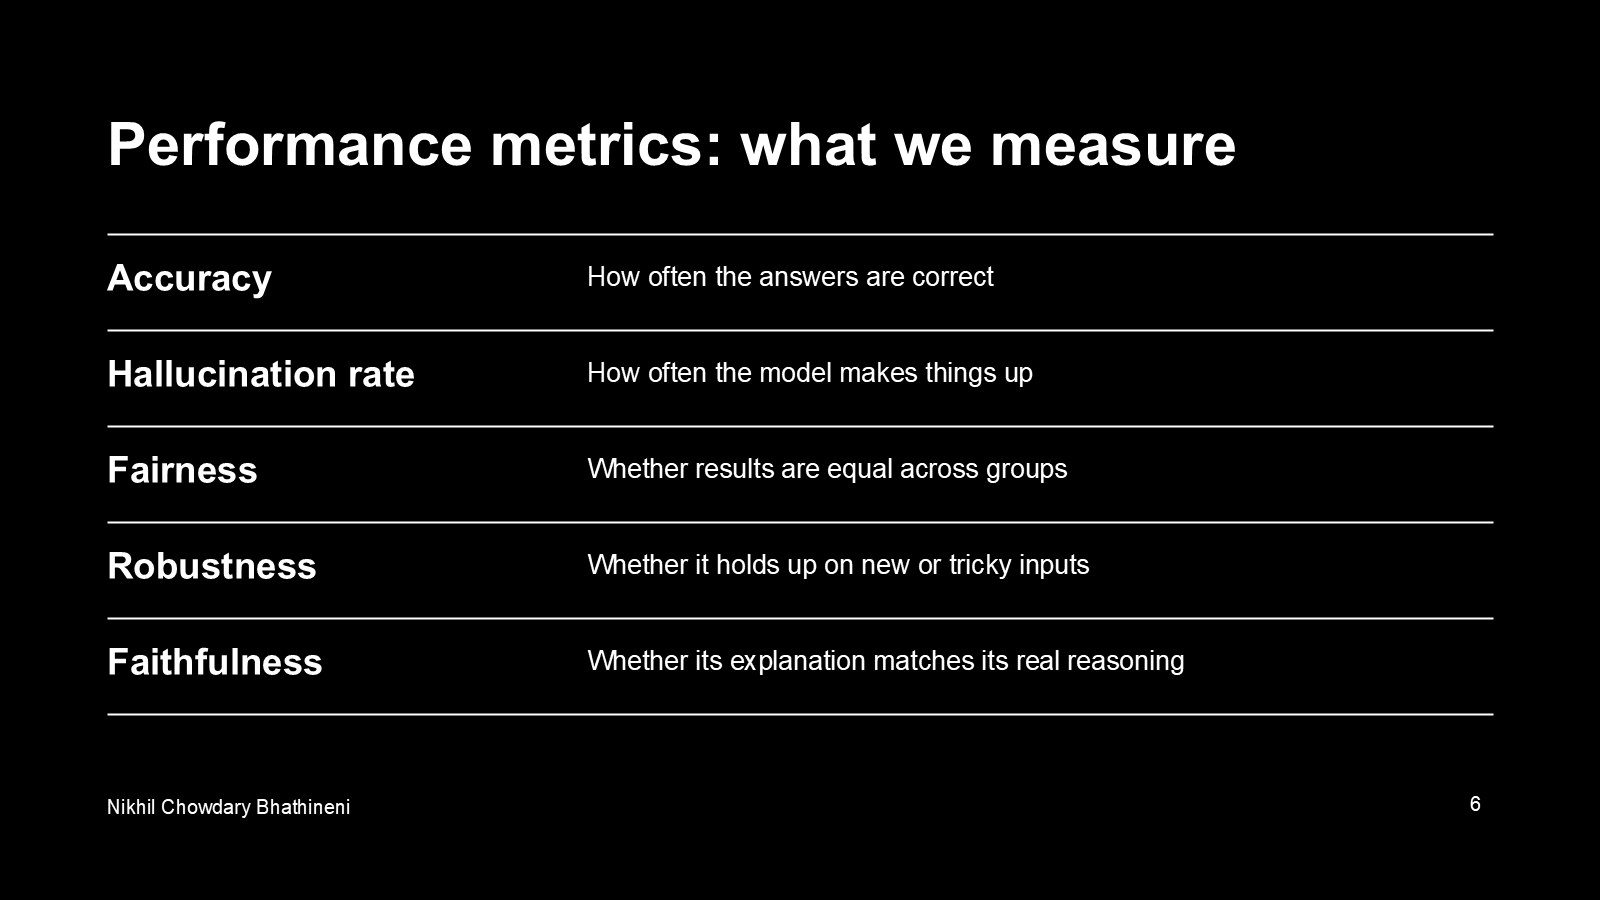 Performance metrics: what we measure
Accuracy
How often the answers are correct
Hallucination rate
How often the model makes things up
Fairness
Whether results are equal across groups
Robustness
Whether it holds up on new or tricky inputs
Faithfulness
Whether its explanation matches its real reasoning
Nikhil Chowdary Bhathineni
6